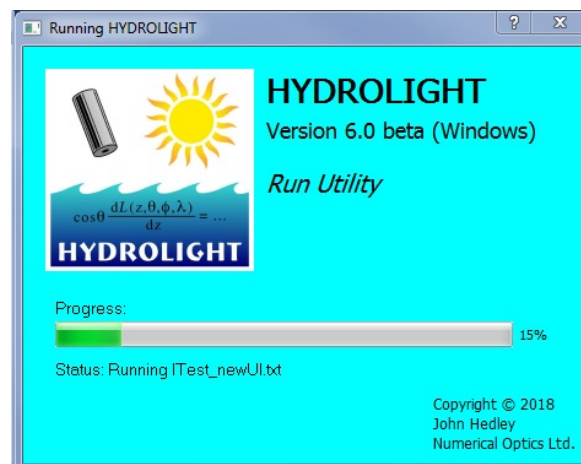 Running HYDROLIGHT
HYDROLIGHT
Version 6.0 beta (Windows)
Run Utility
cosθ dL(z,θ,φ,λ)/dz = ...
HYDROLIGHT
Progress:
15%
Status: Running ITest_newUI.txt
Copyright © 2018
John Hedley
Numerical Optics Ltd.